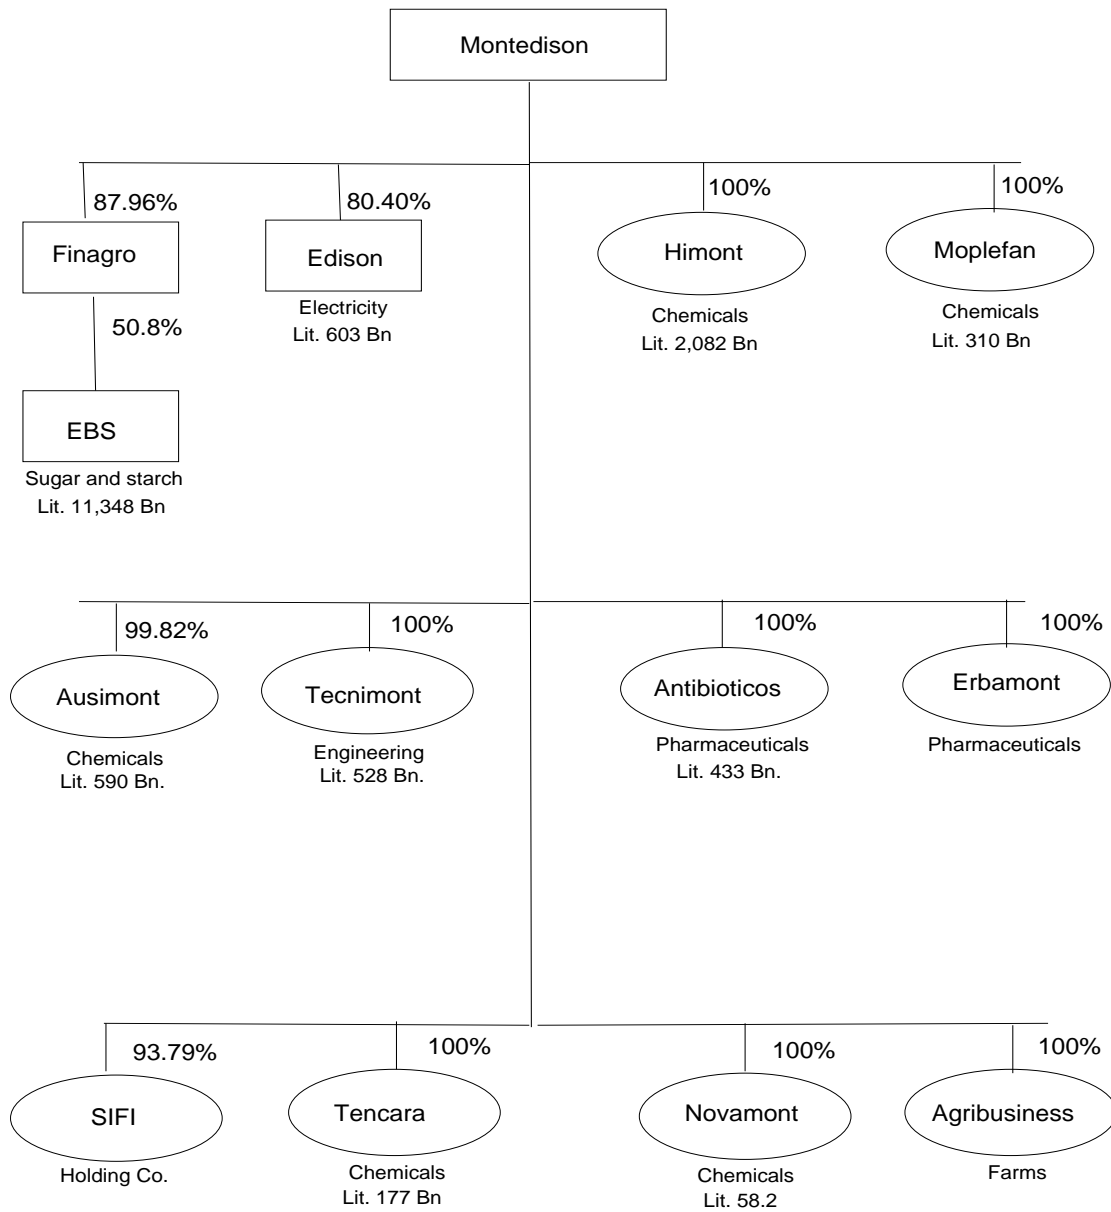 Montedison
87.96%
80.40%
100%
100%
Finagro
Edison
Himont
Moplefan
Electricity
Lit. 603 Bn
Chemicals
Lit. 2,082 Bn
Chemicals
Lit. 310 Bn
50.8%
EBS
Sugar and starch
Lit. 11,348 Bn
99.82%
100%
100%
100%
Ausimont
Tecnimont
Antibioticos
Erbamont
Chemicals
Lit. 590 Bn.
Engineering
Lit. 528 Bn.
Pharmaceuticals
Lit. 433 Bn.
Pharmaceuticals
93.79%
100%
100%
100%
SIFI
Tencara
Novamont
Agribusiness
Holding Co.
Chemicals
Lit. 177 Bn
Chemicals
Lit. 58.2
Farms